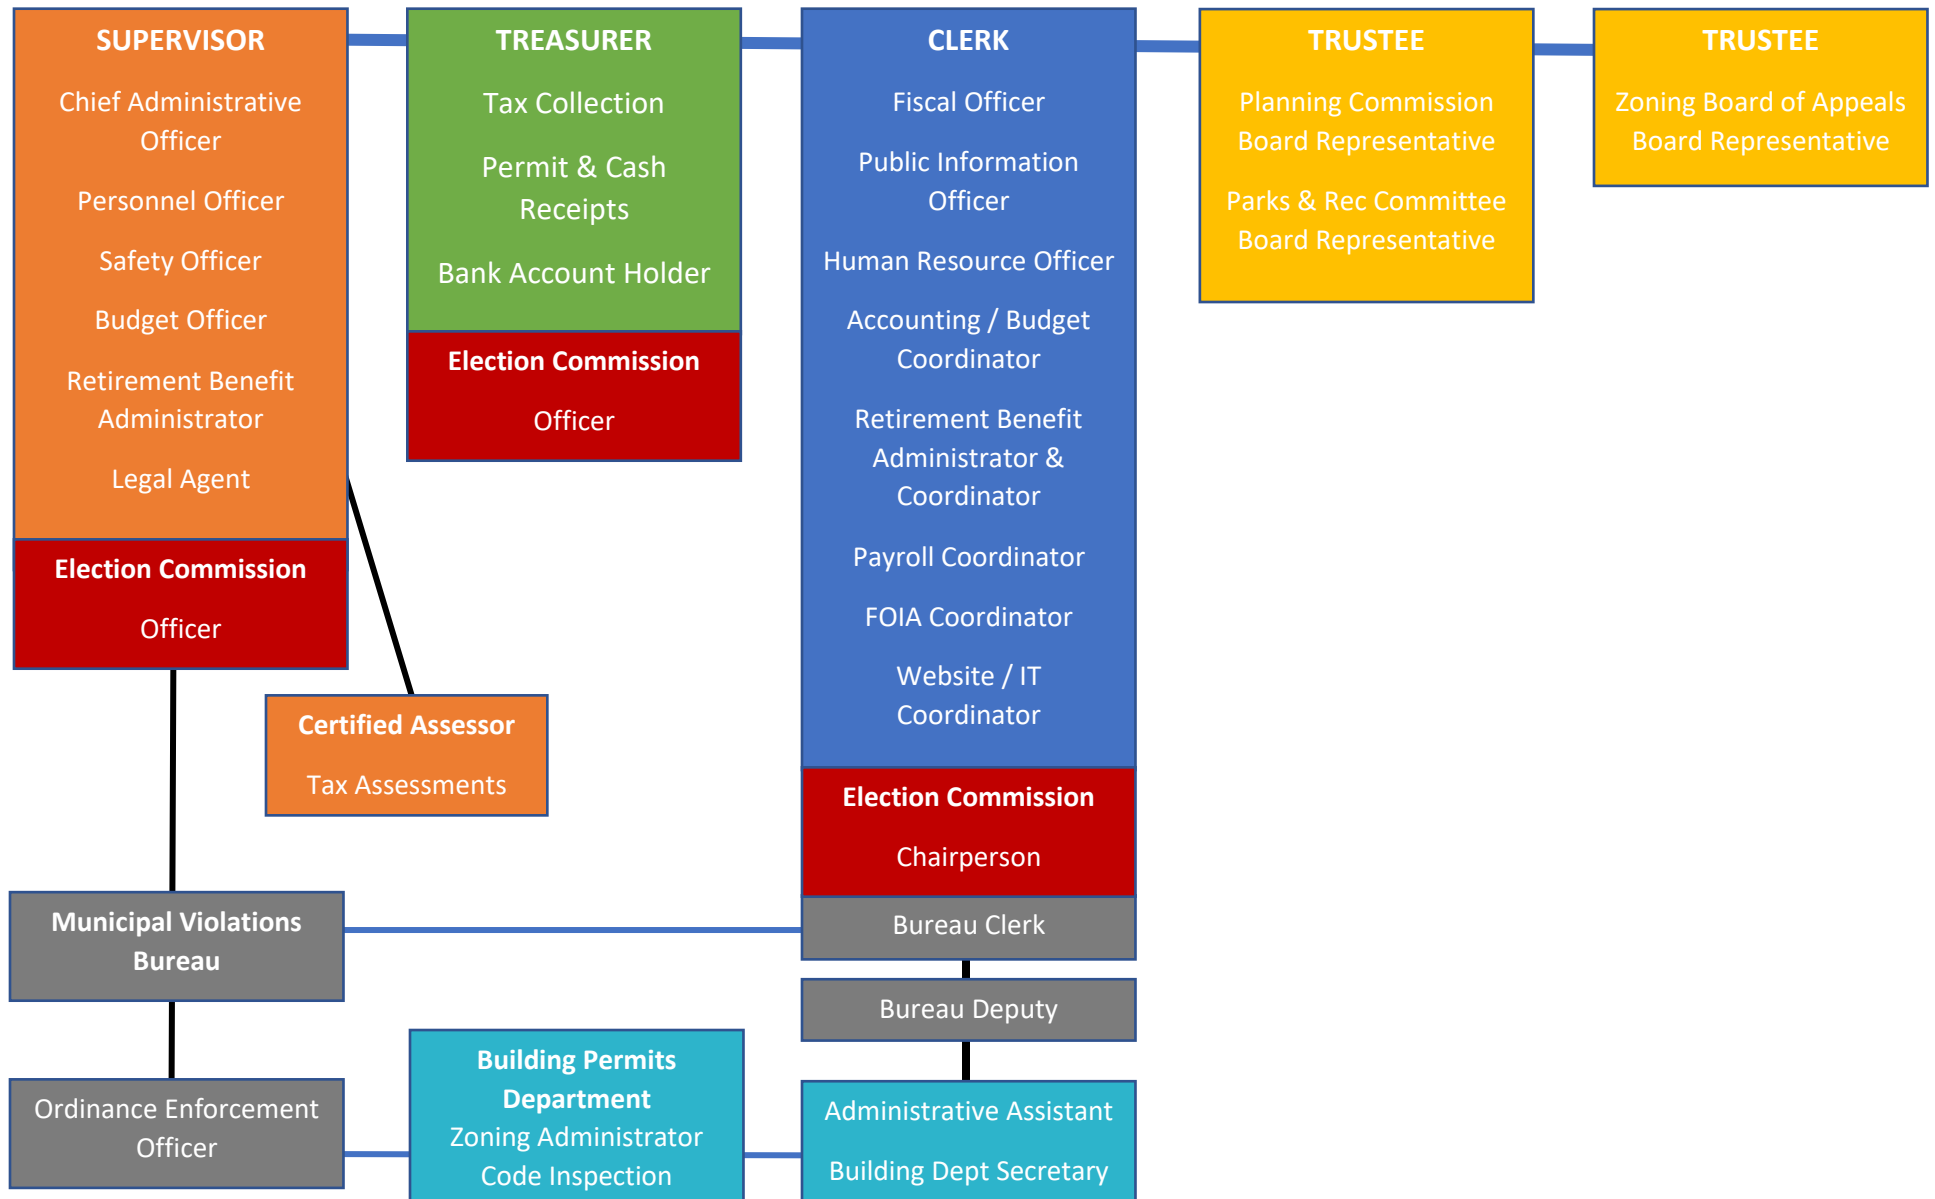 SUPERVISOR
Chief Administrative
Officer
Personnel Officer
Safety Officer
Budget Officer
Retirement Benefit
Administrator
Legal Agent
Election Commission
Officer
TREASURER
Tax Collection
Permit & Cash
Receipts
Bank Account Holder
Election Commission
Officer
CLERK
Fiscal Officer
Public Information
Officer
Human Resource Officer
Accounting / Budget
Coordinator
Retirement Benefit
Administrator &
Coordinator
Payroll Coordinator
FOIA Coordinator
Website / IT
Coordinator
Election Commission
Chairperson
Bureau Clerk
Bureau Deputy
Administrative Assistant
Building Dept Secretary
TRUSTEE
Planning Commission
Board Representative
Parks & Rec Committee
Board Representative
TRUSTEE
Zoning Board of Appeals
Board Representative
Certified Assessor
Tax Assessments
Municipal Violations
Bureau
Ordinance Enforcement
Officer
Building Permits
Department
Zoning Administrator
Code Inspection